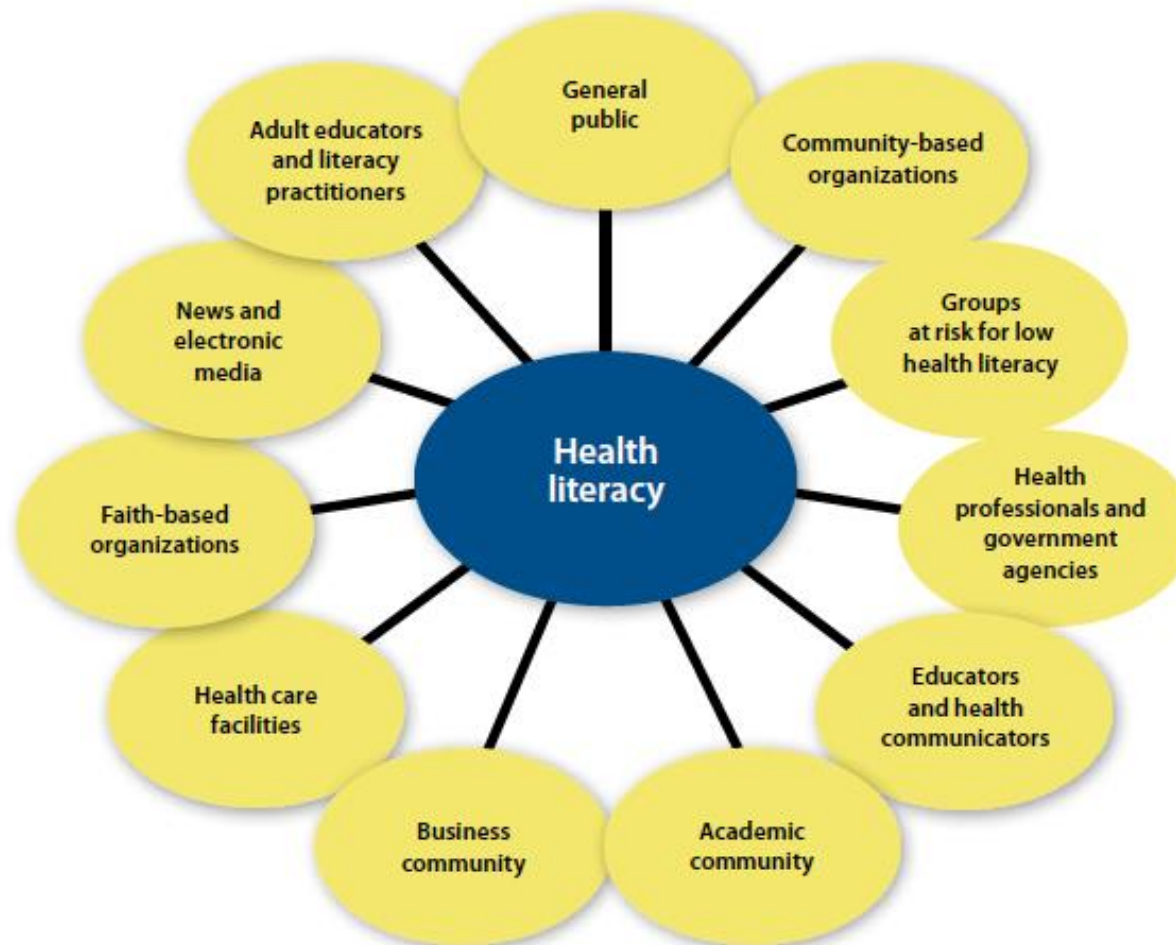 General
public
Community-based
organizations
Groups
at risk for low
health literacy
Health
professionals and
government
agencies
Educators
and health
communicators
Academic
community
Business
community
Health care
facilities
Faith-based
organizations
News and
electronic
media
Adult educators
and literacy
practitioners
Health
literacy